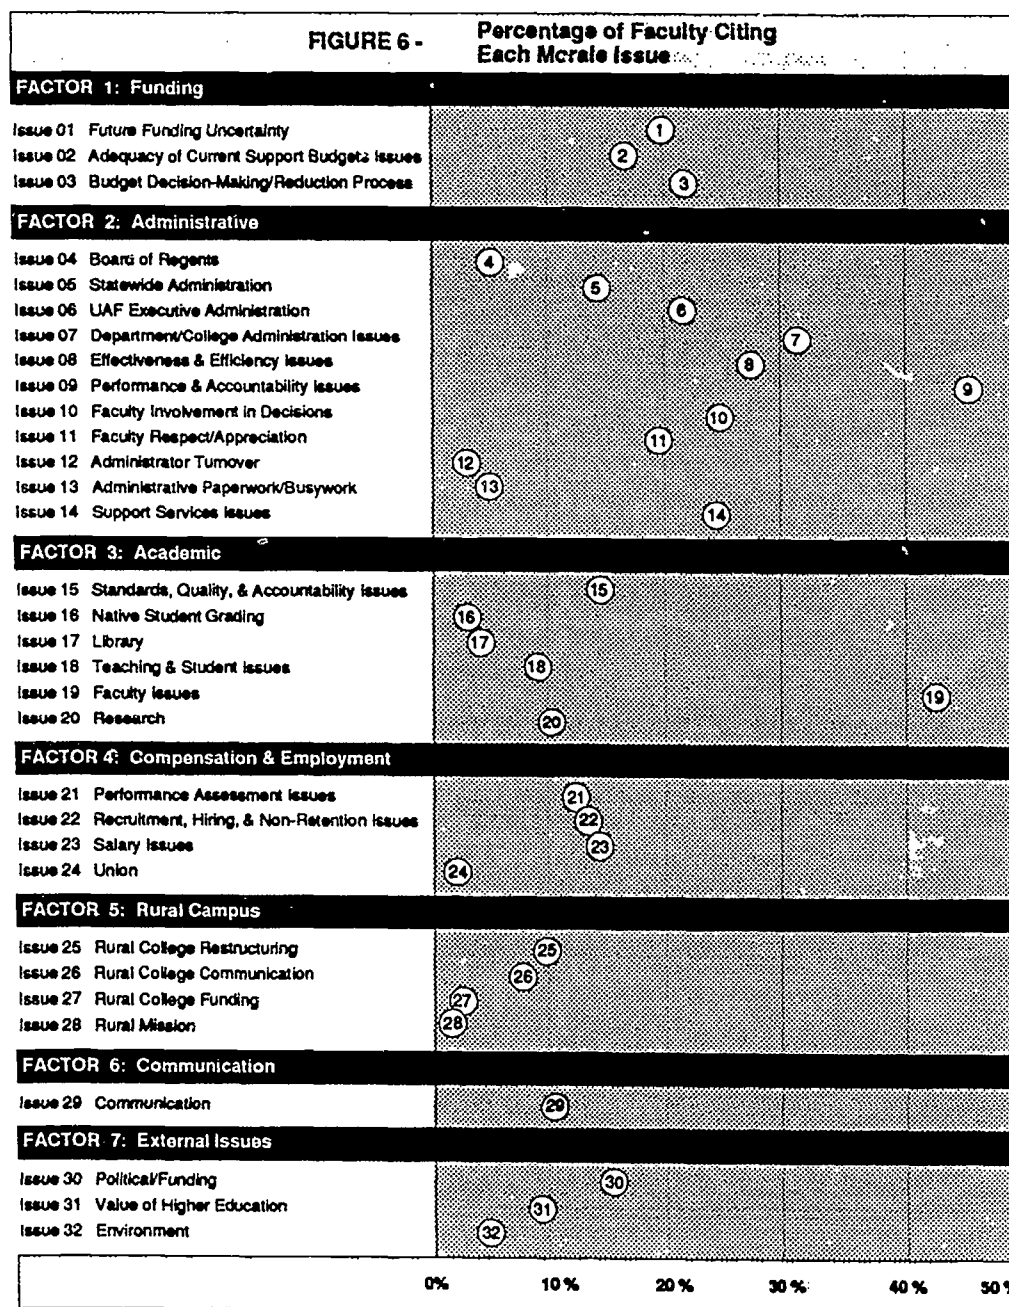 FIGURE 6 - Percentage of Faculty Citing
Each Morale Issue
FACTOR 1: Funding
Issue 01 Future Funding Uncertainty 1
Issue 02 Adequacy of Current Support Budgets Issues 2
Issue 03 Budget Decision-Making/Reduction Process 3
FACTOR 2: Administrative
Issue 04 Board of Regents 4
Issue 05 Statewide Administration 5
Issue 06 UAF Executive Administration 6
Issue 07 Department/College Administration Issues 7
Issue 08 Effectiveness & Efficiency Issues 8
Issue 09 Performance & Accountability Issues 9
Issue 10 Faculty Involvement in Decisions 10
Issue 11 Faculty Respect/Appreciation 11
Issue 12 Administrator Turnover 12
Issue 13 Administrative Paperwork/Busywork 13
Issue 14 Support Services Issues 14
FACTOR 3: Academic
Issue 15 Standards, Quality, & Accountability Issues 15
Issue 16 Native Student Grading 16
Issue 17 Library 17
Issue 18 Teaching & Student Issues 18
Issue 19 Faculty Issues 19
Issue 20 Research 20
FACTOR 4: Compensation & Employment
Issue 21 Performance Assessment Issues 21
Issue 22 Recruitment, Hiring, & Non-Retention Issues 22
Issue 23 Salary Issues 23
Issue 24 Union 24
FACTOR 5: Rural Campus
Issue 25 Rural College Restructuring 25
Issue 26 Rural College Communication 26
Issue 27 Rural College Funding 27
Issue 28 Rural Mission 28
FACTOR 6: Communication
Issue 29 Communication 29
FACTOR 7: External Issues
Issue 30 Political/Funding 30
Issue 31 Value of Higher Education 31
Issue 32 Environment 32
0% 10 % 20 % 30 % 40 % 50 %